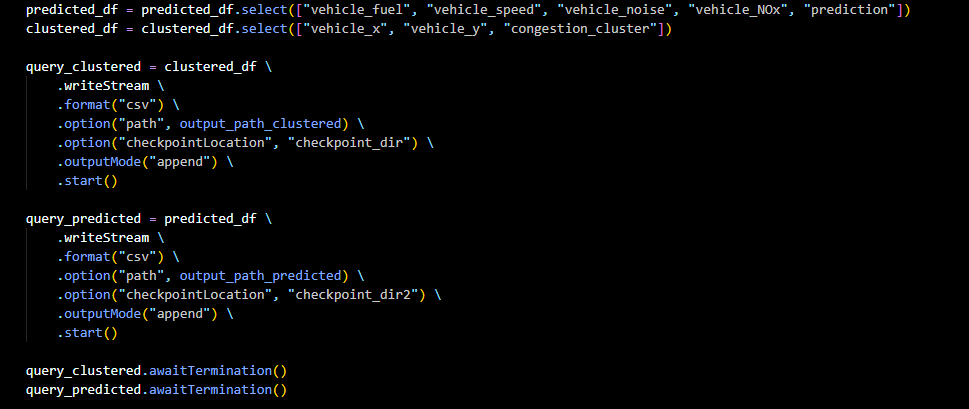 predicted_df = predicted_df.select(["vehicle_fuel", "vehicle_speed", "vehicle_noise", "vehicle_NOx", "prediction"])
clustered_df = clustered_df.select(["vehicle_x", "vehicle_y", "congestion_cluster"])

query_clustered = clustered_df \
    .writeStream \
    .format("csv") \
    .option("path", output_path_clustered) \
    .option("checkpointLocation", "checkpoint_dir") \
    .outputMode("append") \
    .start()

query_predicted = predicted_df \
    .writeStream \
    .format("csv") \
    .option("path", output_path_predicted) \
    .option("checkpointLocation", "checkpoint_dir2") \
    .outputMode("append") \
    .start()

query_clustered.awaitTermination()
query_predicted.awaitTermination()